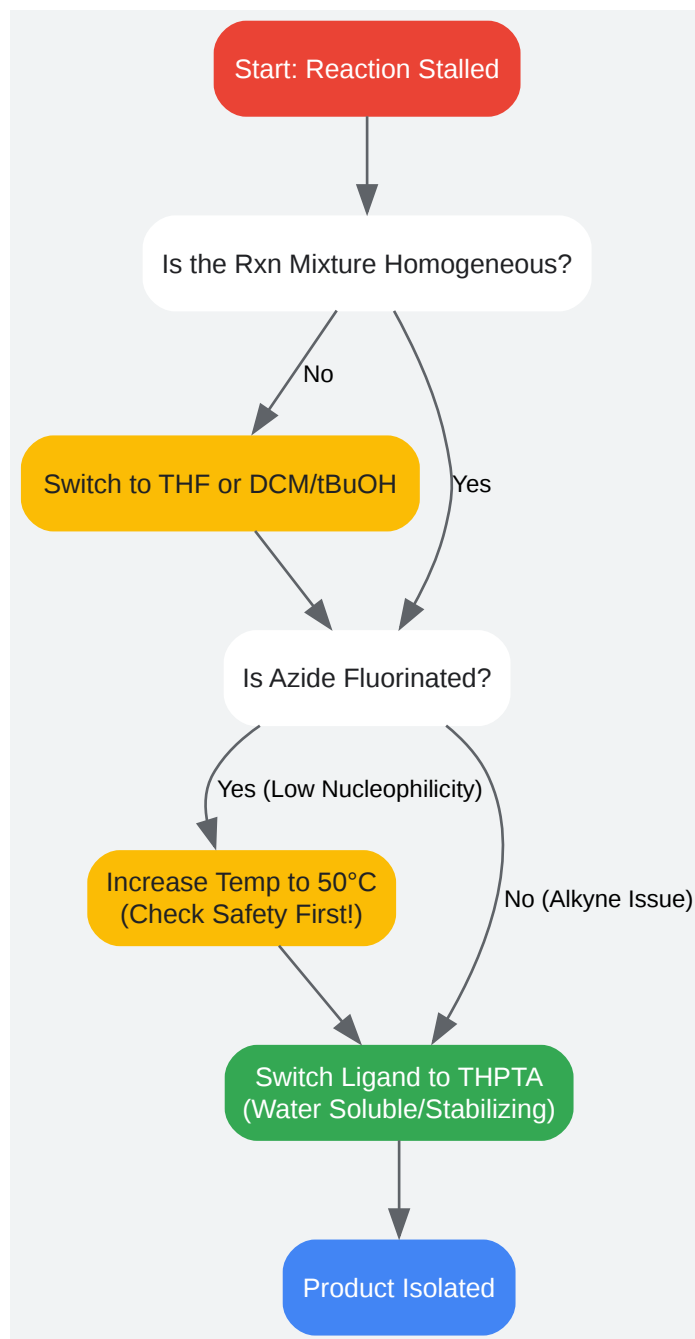 Start: Reaction Stalled
Is the Rxn Mixture Homogeneous?
No
Switch to THF or DCM/tBuOH
Yes
Is Azide Fluorinated?
Yes (Low Nucleophilicity)
Increase Temp to 50°C
(Check Safety First!)
No (Alkyne Issue)
Switch Ligand to THPTA
(Water Soluble/Stabilizing)
Product Isolated